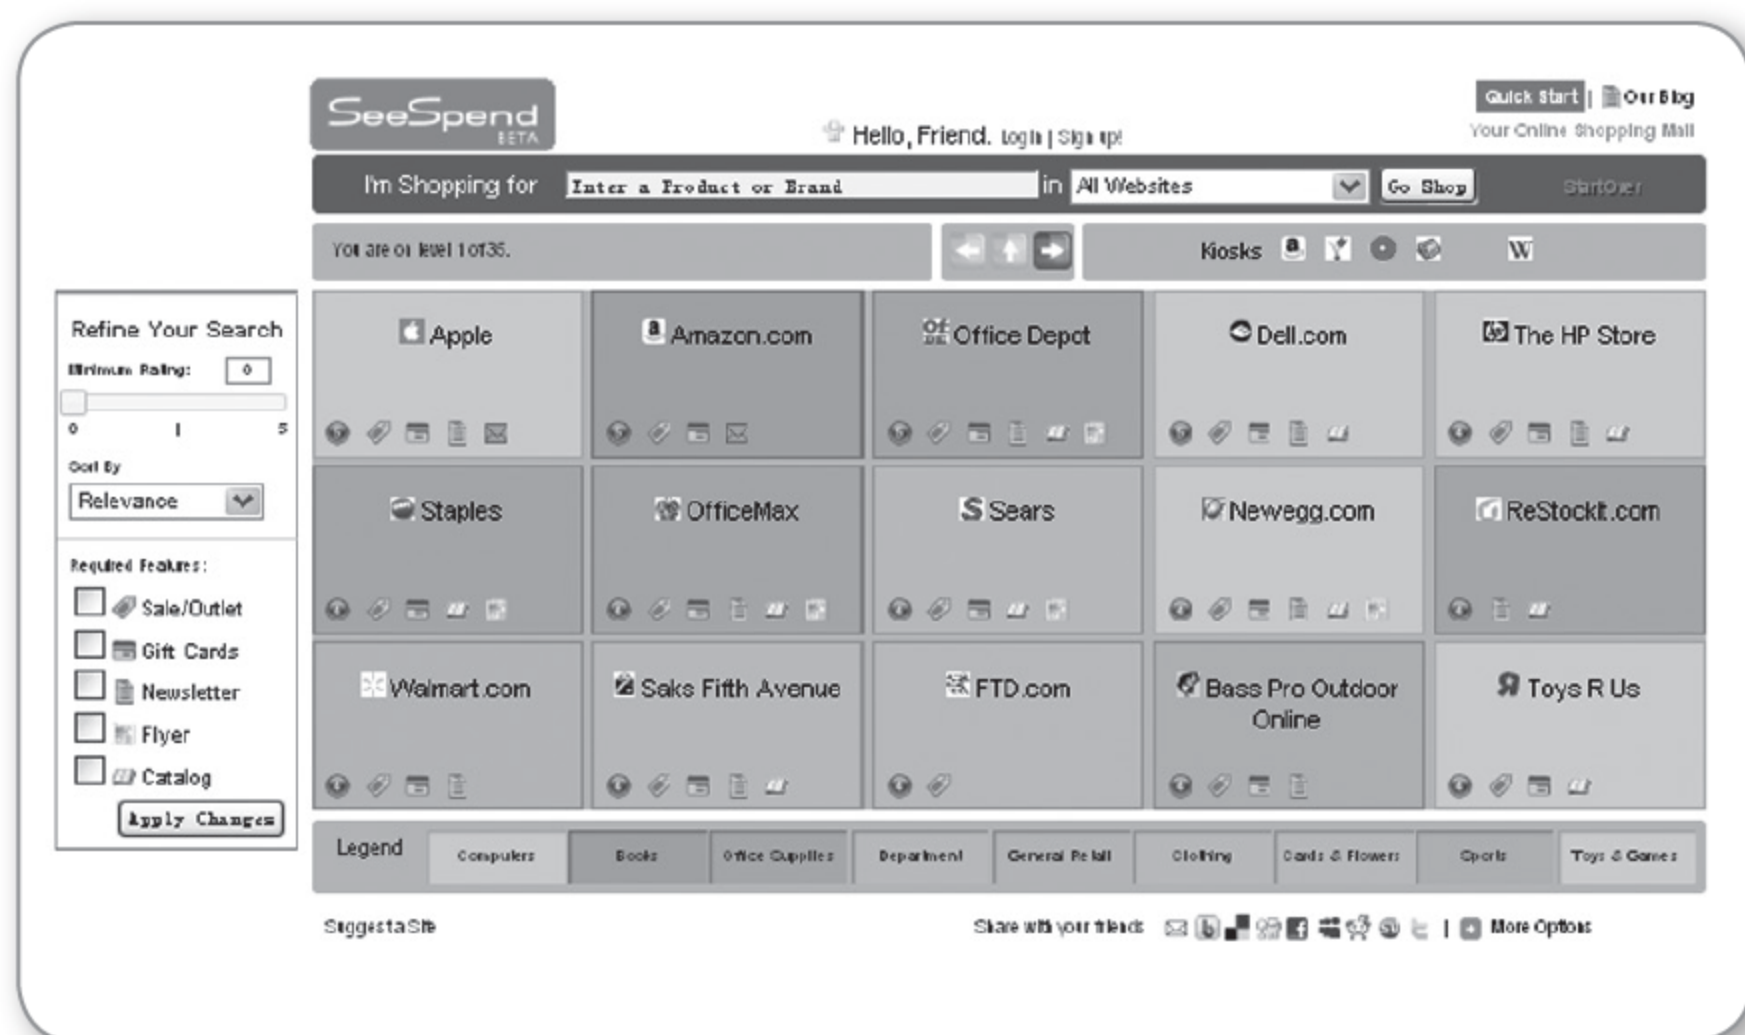 SeeSpend
BETA
Quick Start | Our Blog
Hello, Friend. Log In | Sign up!
Your Online Shopping Mall
I'm Shopping for Enter a Product or Brand in All Websites Go Shop StartOver
You are on level 1 of 35.
Kiosks
Refine Your Search
Minimum Rating: 0
0 5
Sort By
Relevance
Required Features:
Sale/Outlet
Gift Cards
Newsletter
Flyer
Catalog
Apply Changes
Apple Amazon.com Office Depot Dell.com The HP Store
Staples OfficeMax Sears Newegg.com ReStockIt.com
Walmart.com Saks Fifth Avenue FTD.com Bass Pro Outdoor Toys R Us
Online
Legend Computers Books Office Supplies Department General Retail Clothing Cards & Flowers Sports Toys & Games
Suggest a Site Share with your friends | More Options